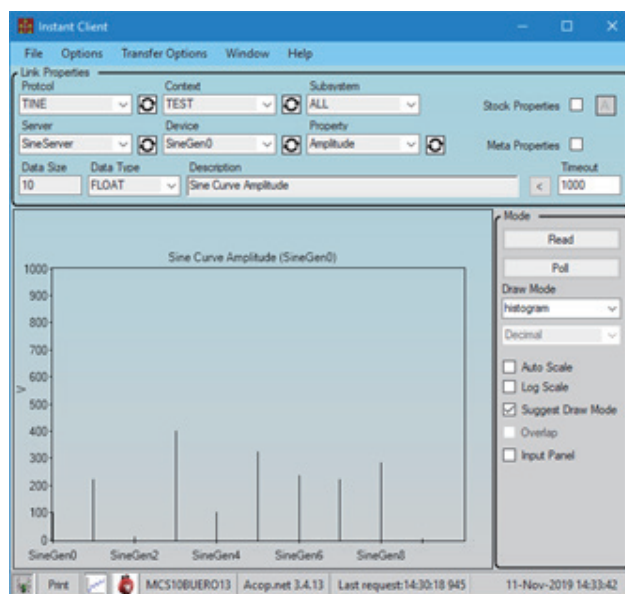 Instant Client
File Options Transfer Options Window Help
Link Properties
Protcol Context Subsystem
TINE TEST ALL Stock Properties A
Server Device Property
SineServer SineGen0 Amplitude Meta Properties
Data Size Data Type Description Timeout
10 FLOAT Sine Curve Amplitude < 1000
Mode
Read
Poll
Draw Mode
histogram
Decimal
Auto Scale
Log Scale
Suggest Draw Mode
Overlap
Input Panel
Sine Curve Amplitude (SineGen0)
1000
900
800
700
600
500
400
300
200
100
0
V
SineGen0 SineGen2 SineGen4 SineGen6 SineGen8
Print MCS10BUERO13 Acop.net 3.4.13 Last request:14:30:18 945 11-Nov-2019 14:33:42